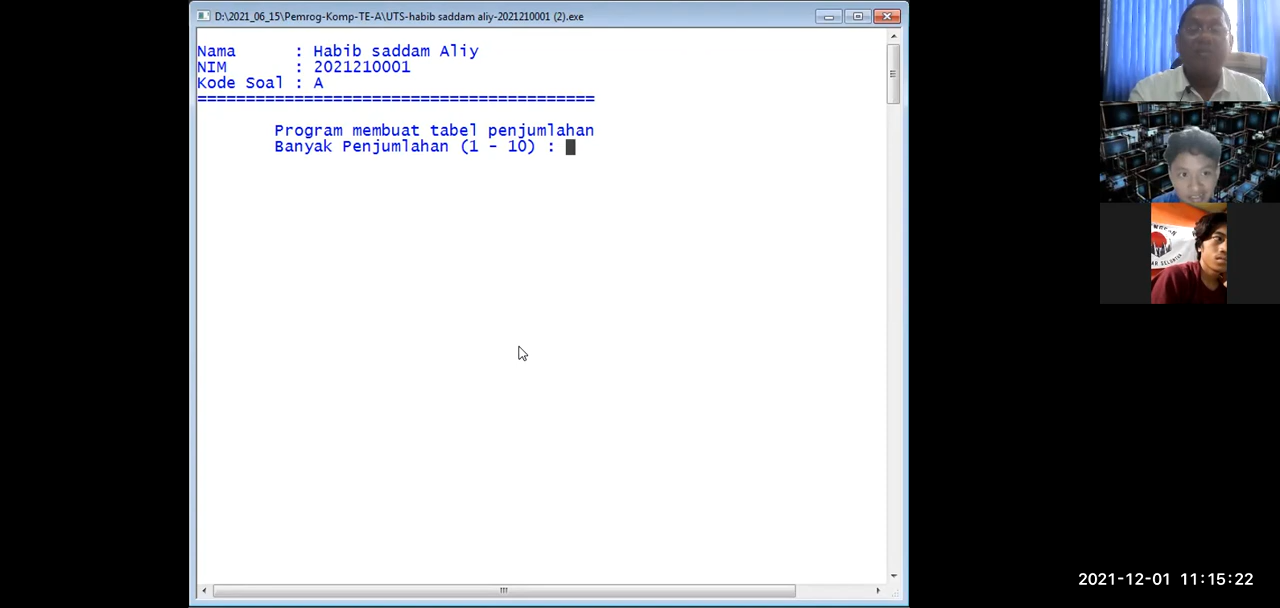 D:\2021_06_15\Pemrog-Komp-TE-A\UTS-habib saddam aliy-2021210001 (2).exe
Nama : Habib saddam Aliy
NIM : 2021210001
Kode Soal : A
=========================================
Program membuat tabel penjumlahan
Banyak Penjumlahan (1 - 10) :
2021-12-01 11:15:22